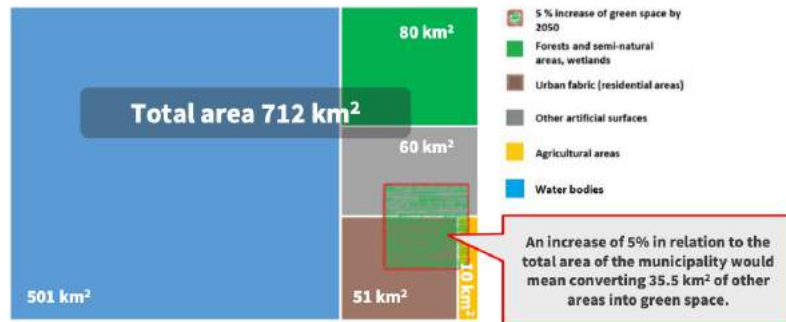 80 km²
Total area 712 km²
60 km²
501 km²
51 km²
10 km²
5 % increase of green space by
2050
Forests and semi-natural
areas, wetlands
Urban fabric (residential areas)
Other artificial surfaces
Agricultural areas
Water bodies
An increase of 5% in relation to the
total area of the municipality would
mean converting 35.5 km² of other
areas into green space.